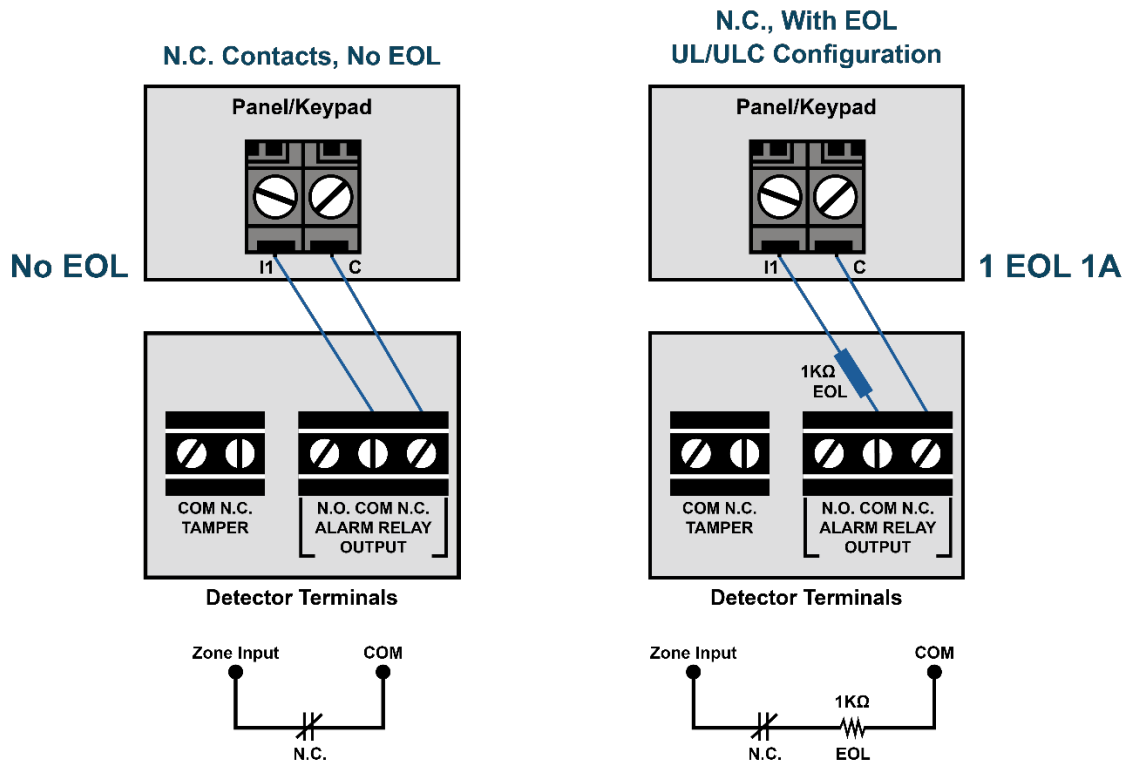 N.C. Contacts, No EOL
Panel/Keypad
I1 C
No EOL
COM N.C.
TAMPER
N.O. COM N.C.
ALARM RELAY
OUTPUT
Detector Terminals
Zone Input COM
N.C.
N.C., With EOL
UL/ULC Configuration
Panel/Keypad
I1 C
1 EOL 1A
1KΩ
EOL
COM N.C.
TAMPER
N.O. COM N.C.
ALARM RELAY
OUTPUT
Detector Terminals
Zone Input COM
1KΩ
N.C. EOL